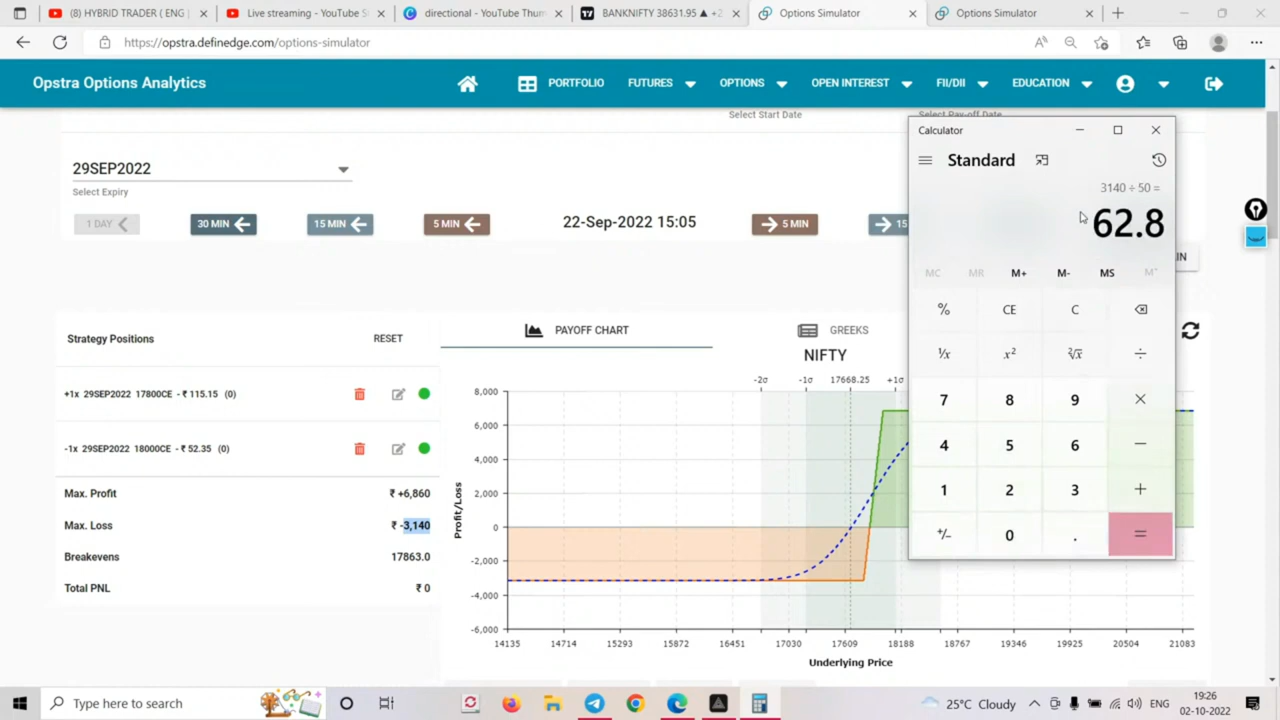 (8) HYBRID TRADER ( ENG ) Live streaming - YouTube S directional - YouTube Thum BANKNIFTY 38631.95 ▲ +2 Options Simulator Options Simulator
https://opstra.definedge.com/options-simulator
Opstra Options Analytics PORTFOLIO FUTURES OPTIONS OPEN INTEREST FII/DII EDUCATION
Select Start Date Select Pay-off Date
29SEP2022
Select Expiry
1 DAY 30 MIN 15 MIN 5 MIN 22-Sep-2022 15:05 5 MIN 15
IN
Calculator
Standard
3140 ÷ 50 =
62.8
MC MR M+ M- MS M˅
% CE C
¹/x x² ²√x ÷
7 8 9 ×
4 5 6 −
1 2 3 +
+/− 0 . =
Strategy Positions RESET
+1x 29SEP2022 17800CE - ₹ 115.15 (0)
-1x 29SEP2022 18000CE - ₹ 52.35 (0)
Max. Profit ₹ +6,860
Max. Loss ₹ -3,140
Breakevens 17863.0
Total PNL ₹ 0
PAYOFF CHART GREEKS
NIFTY
-2σ -1σ 17668.25 +1σ
8,000
6,000
4,000
2,000
0
-2,000
-4,000
-6,000
Profit/Loss
14135 14714 15293 15872 16451 17030 17609 18188 18767 19346 19925 20504 21083
Underlying Price
Type here to search 25°C Cloudy ENG 19:26
02-10-2022